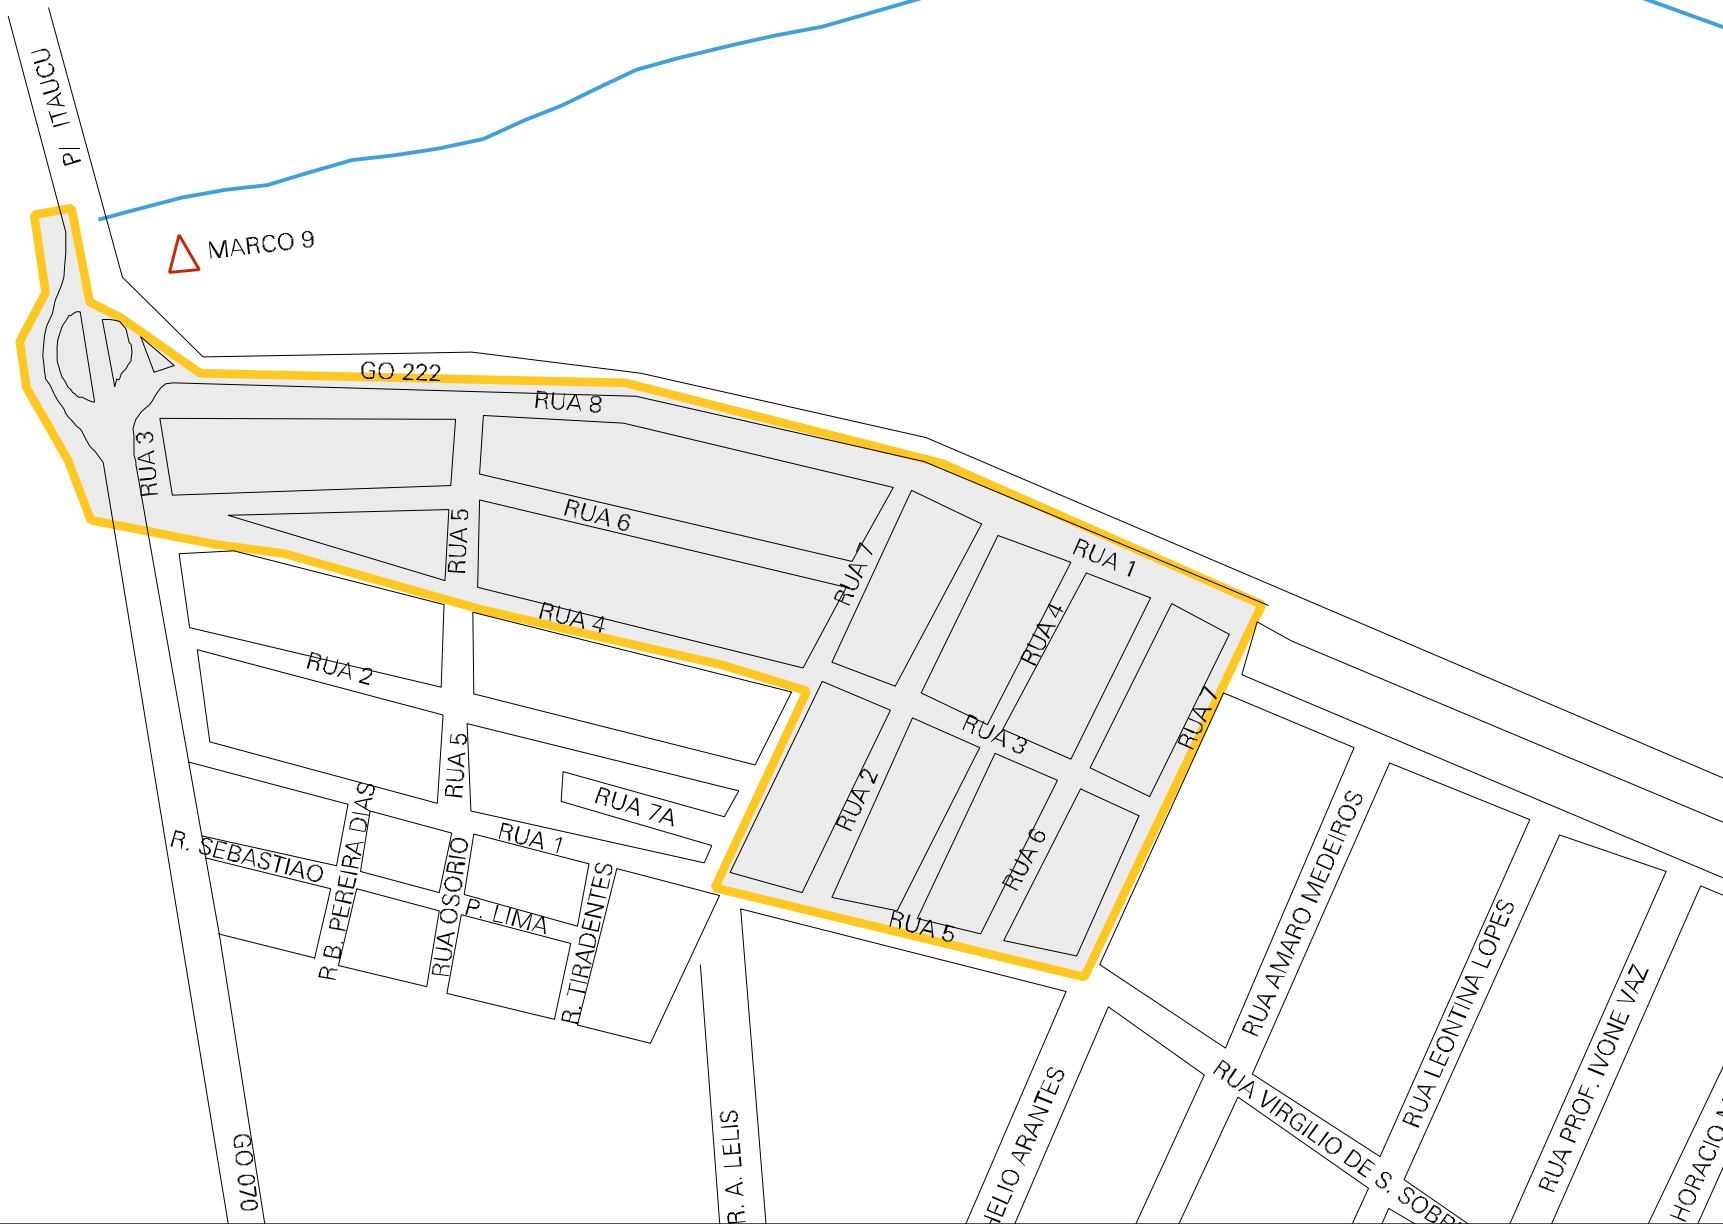 P/ ITAUCU
MARCO 9
GO 222
RUA 8
RUA 3
RUA 6
RUA 5
RUA 7
RUA 1
RUA 4
RUA 4
RUA 2
RUA 3
RUA 7
RUA 5
RUA 7A
RUA 2
RUA 1
RUA 6
R. SEBASTIAO
P. LIMA
R. B. PEREIRA DIAS
RUA OSORIO
R. TIRADENTES
RUA 5
RUA AMARO MEDEIROS
RUA LEONTINA LOPES
RUA PROF. IVONE VAZ
RUA VIRGILIO DE S. SOBR
HELIO ARANTES
R. A. LELIS
GO 070
HORACIO